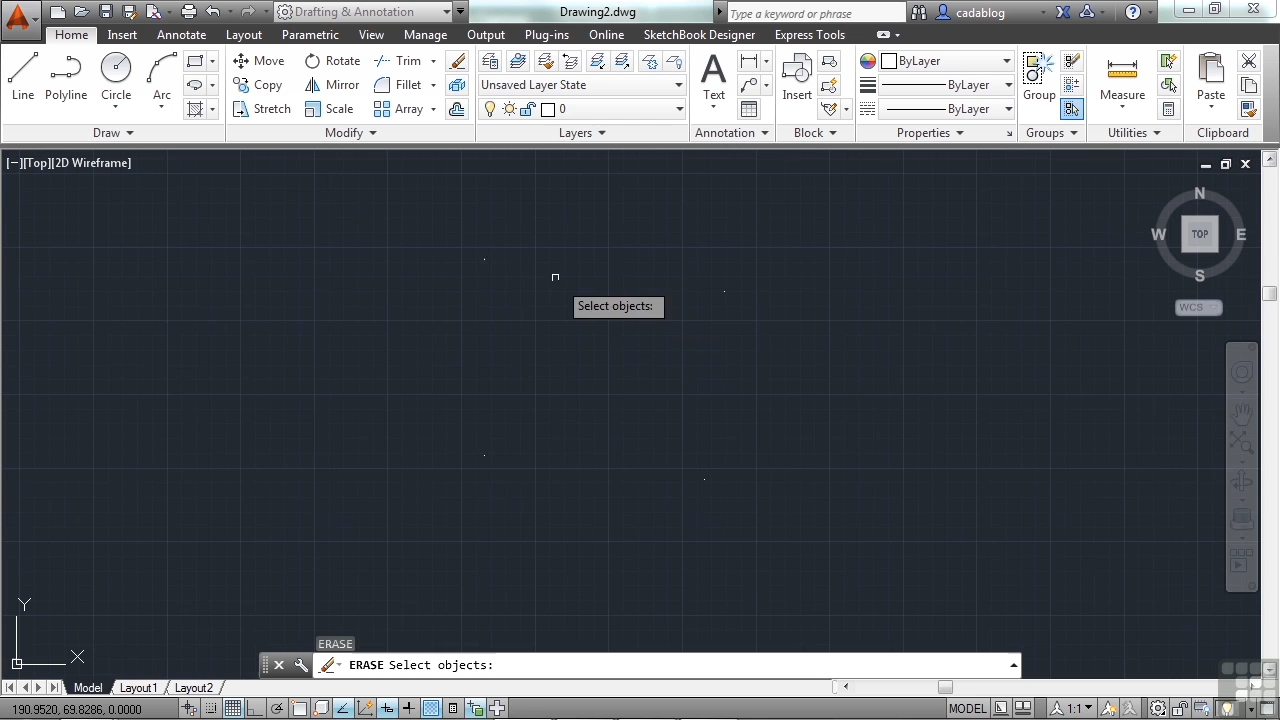 Drafting & Annotation
Drawing2.dwg
Type a keyword or phrase
cadablog
Home Insert Annotate Layout Parametric View Manage Output Plug-ins Online SketchBook Designer Express Tools
Move Rotate Trim
Unsaved Layer State
Copy Mirror Fillet
Stretch Scale Array
0
Line Polyline Circle Arc
Text
Insert
ByLayer
ByLayer
ByLayer
Group
Measure
Paste
Draw Modify Layers Annotation Block Properties Groups Utilities Clipboard
[−][Top][2D Wireframe]
N
W TOP E
S
WCS
Select objects:
Y
X
ERASE
ERASE Select objects:
Model Layout1 Layout2
190.9520, 69.8286, 0.0000
MODEL
1:1